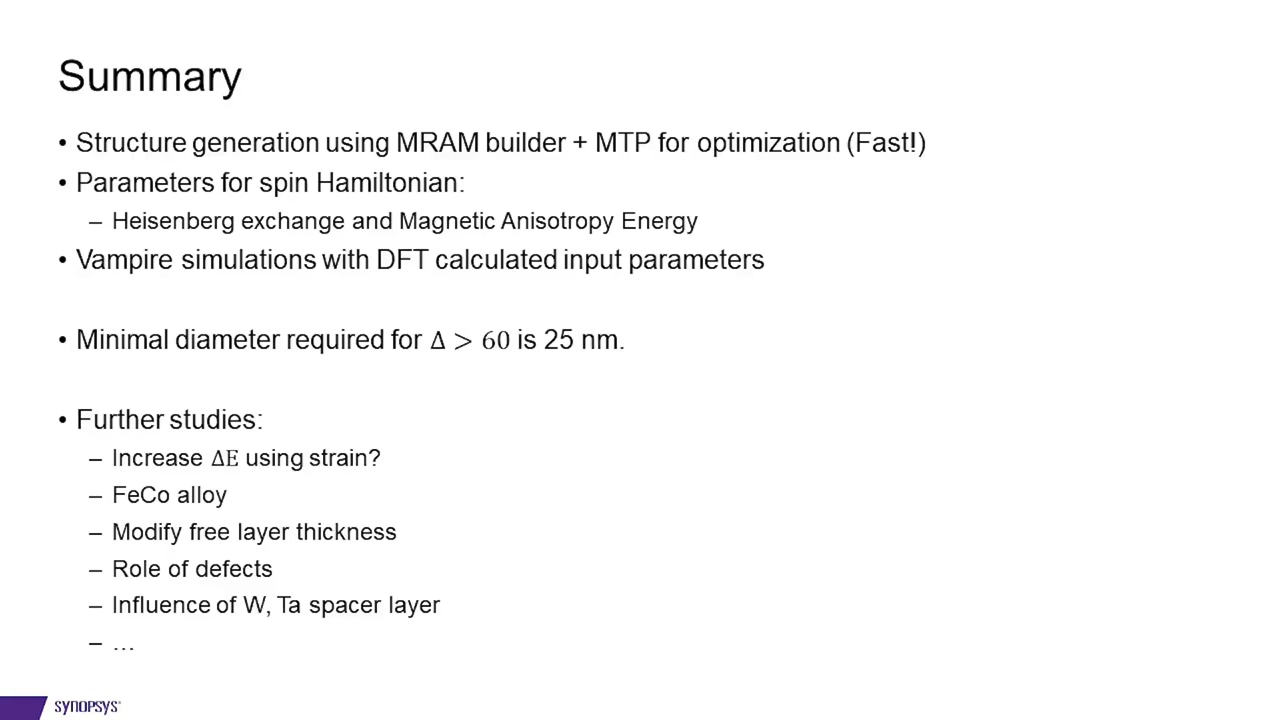 Summary
• Structure generation using MRAM builder + MTP for optimization (Fast!)
• Parameters for spin Hamiltonian:
– Heisenberg exchange and Magnetic Anisotropy Energy
• Vampire simulations with DFT calculated input parameters
• Minimal diameter required for Δ > 60 is 25 nm.
• Further studies:
– Increase ΔE using strain?
– FeCo alloy
– Modify free layer thickness
– Role of defects
– Influence of W, Ta spacer layer
– …
SYNOPSYS®